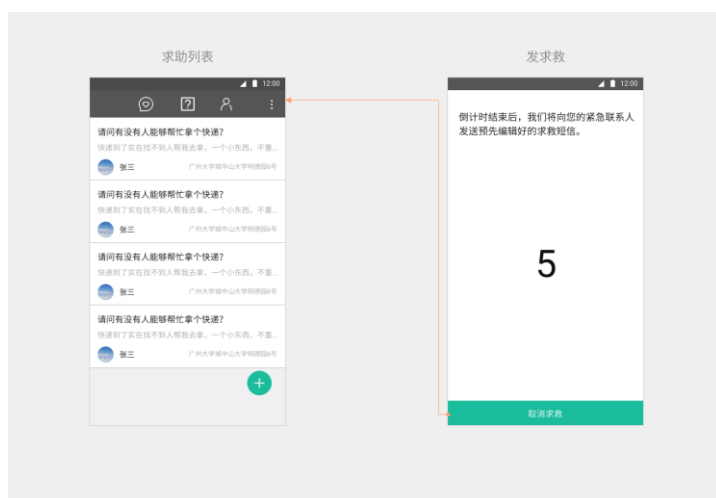 求助列表
12:00
请问有没有人能够帮忙拿个快递?
快递到了实在找不到人帮我去拿。一个小东西。不重...
张三
广州大学城中山大学明德园6号
请问有没有人能够帮忙拿个快递?
快递到了实在找不到人帮我去拿。一个小东西。不重...
张三
广州大学城中山大学明德园6号
请问有没有人能够帮忙拿个快递?
快递到了实在找不到人帮我去拿。一个小东西。不重...
张三
广州大学城中山大学明德园6号
请问有没有人能够帮忙拿个快递?
快递到了实在找不到人帮我去拿。一个小东西。不重...
张三
广州大学城中山大学明德园6号
发求救
12:00
倒计时结束后，我们将向您的紧急联系人
发送预先编辑好的求救短信。
5
取消求救